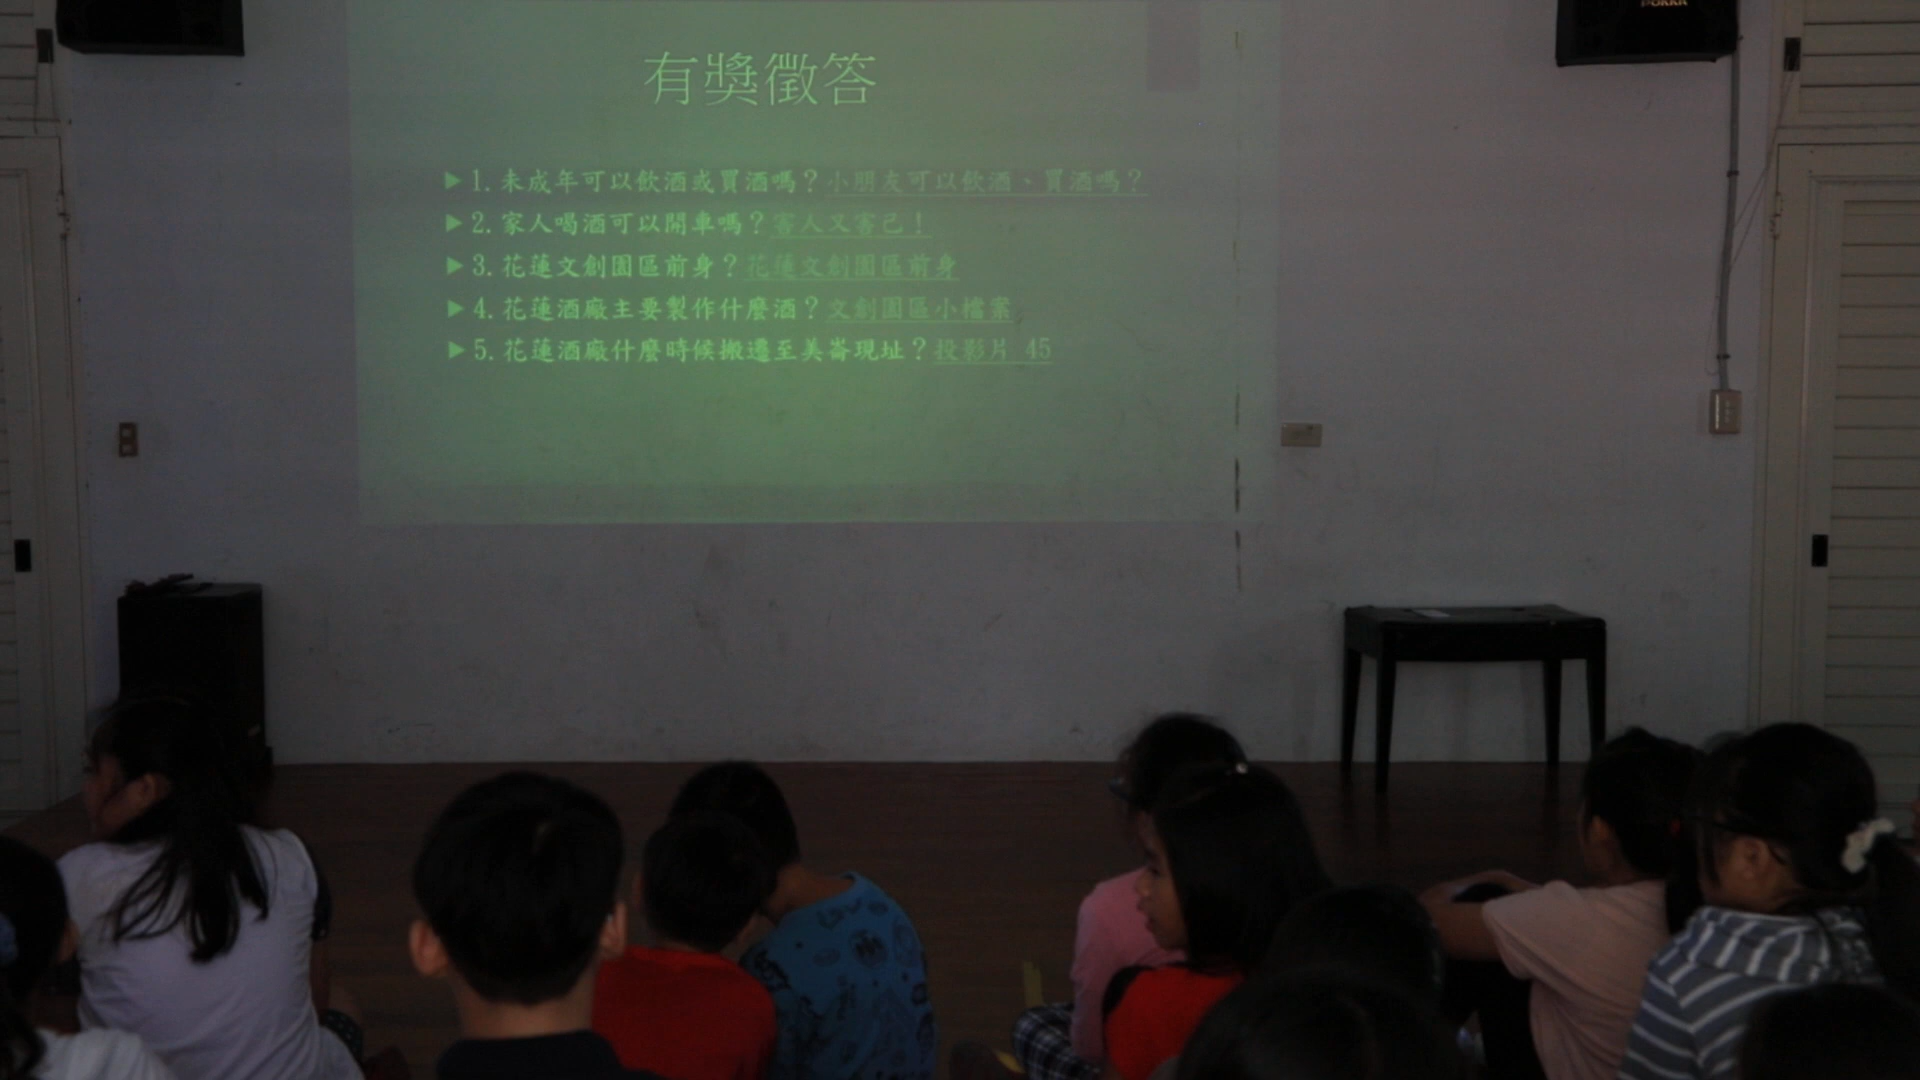 POKKA
有獎徵答
▶1.未成年可以飲酒或買酒嗎？小朋友可以飲酒、買酒嗎？
▶2.家人喝酒可以開車嗎？害人又害己！
▶3.花蓮文創園區前身？花蓮文創園區前身
▶4.花蓮酒廠主要製作什麼酒？文創園區小檔案
▶5.花蓮酒廠什麼時候搬遷至美崙現址？投影片 45